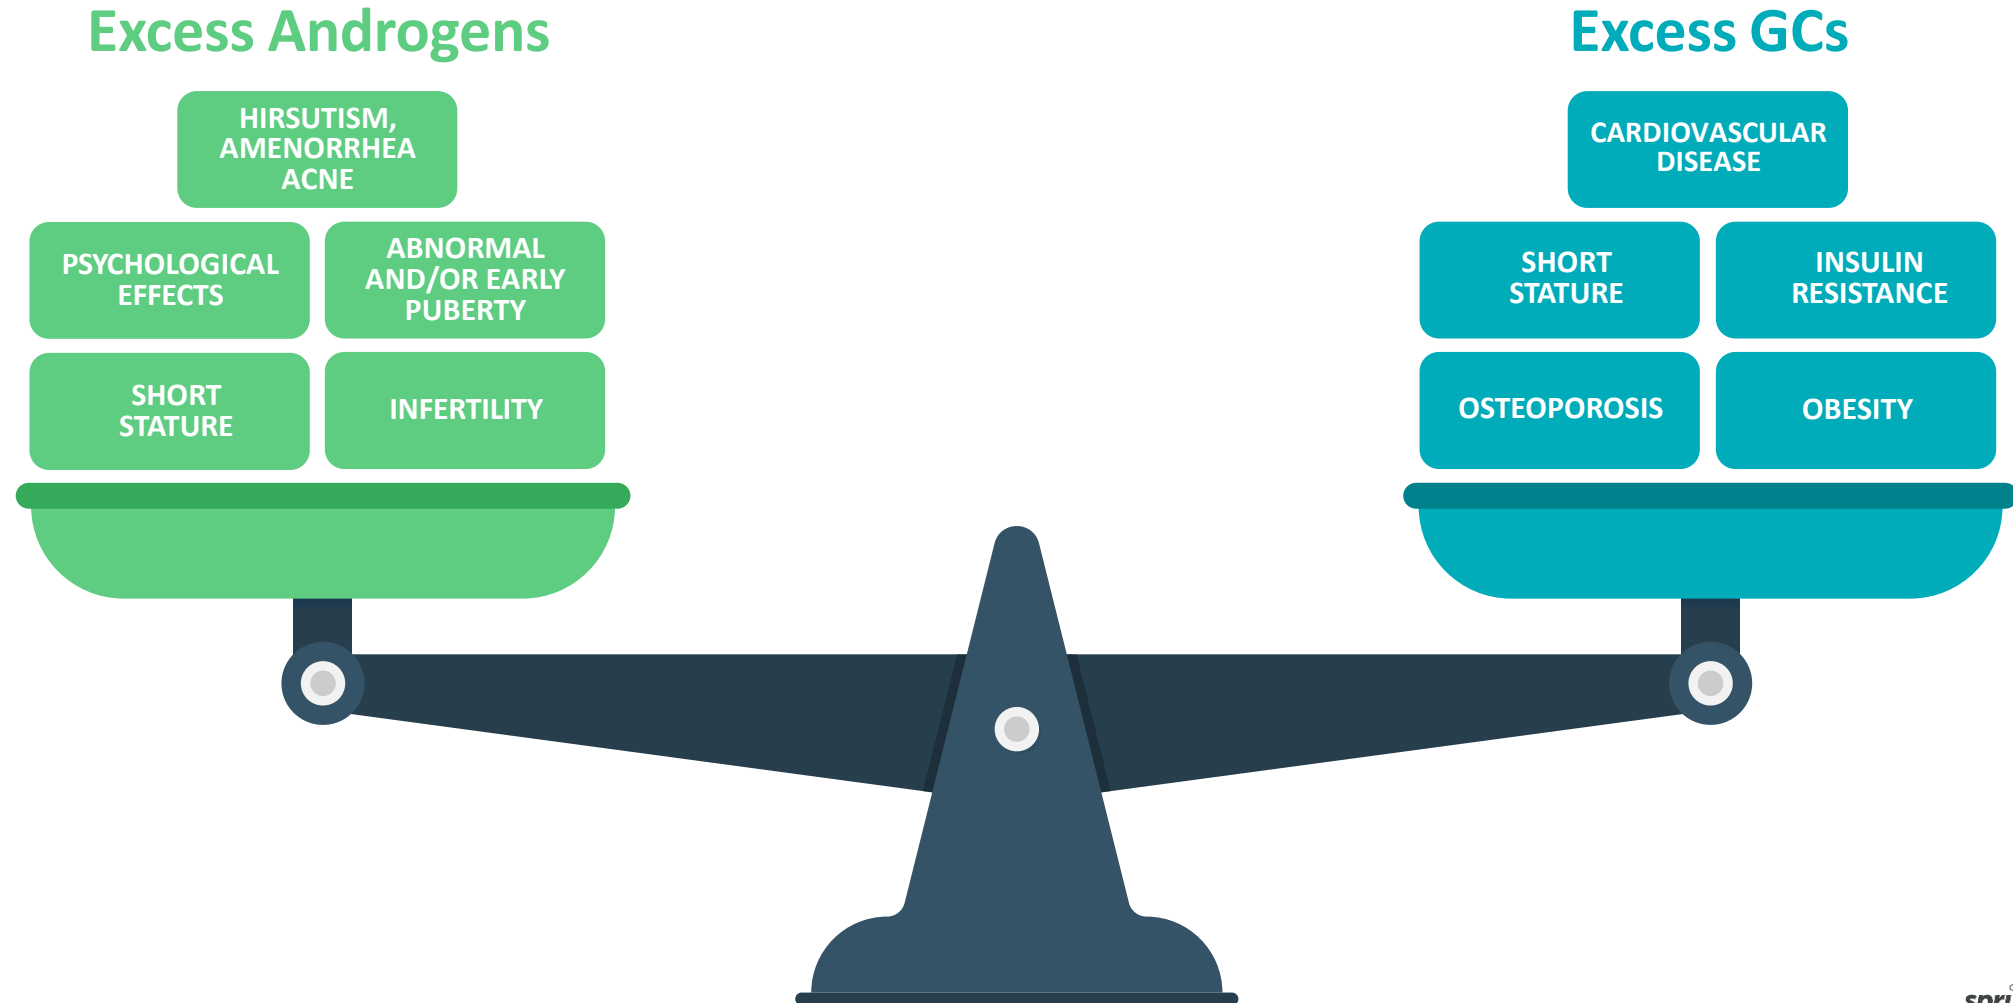 Excess Androgens
HIRSUTISM,
AMENORRHEA
ACNE
PSYCHOLOGICAL
EFFECTS
ABNORMAL
AND/OR EARLY
PUBERTY
SHORT
STATURE
INFERTILITY
Excess GCs
CARDIOVASCULAR
DISEASE
SHORT
STATURE
INSULIN
RESISTANCE
OSTEOPOROSIS
OBESITY